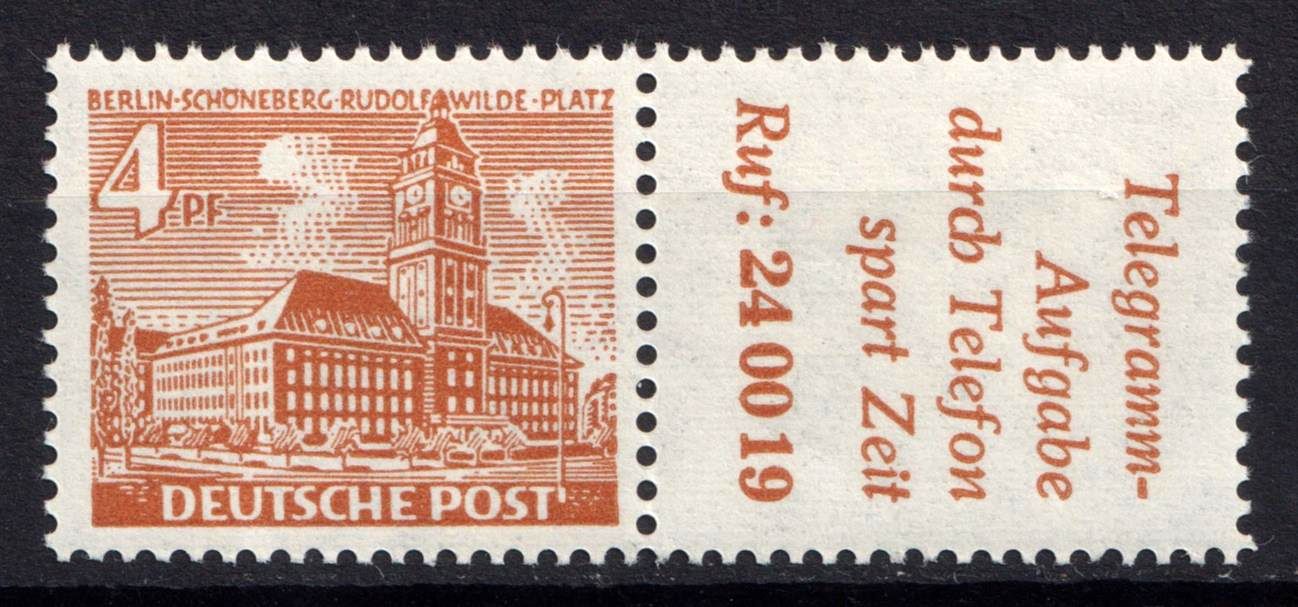 BERLIN-SCHÖNEBERG-RUDOLF-WILDE-PLATZ
4 PF
DEUTSCHE POST
Telegramm-
Aufgabe
durch Telefon
spart Zeit
Ruf: 24 00 19